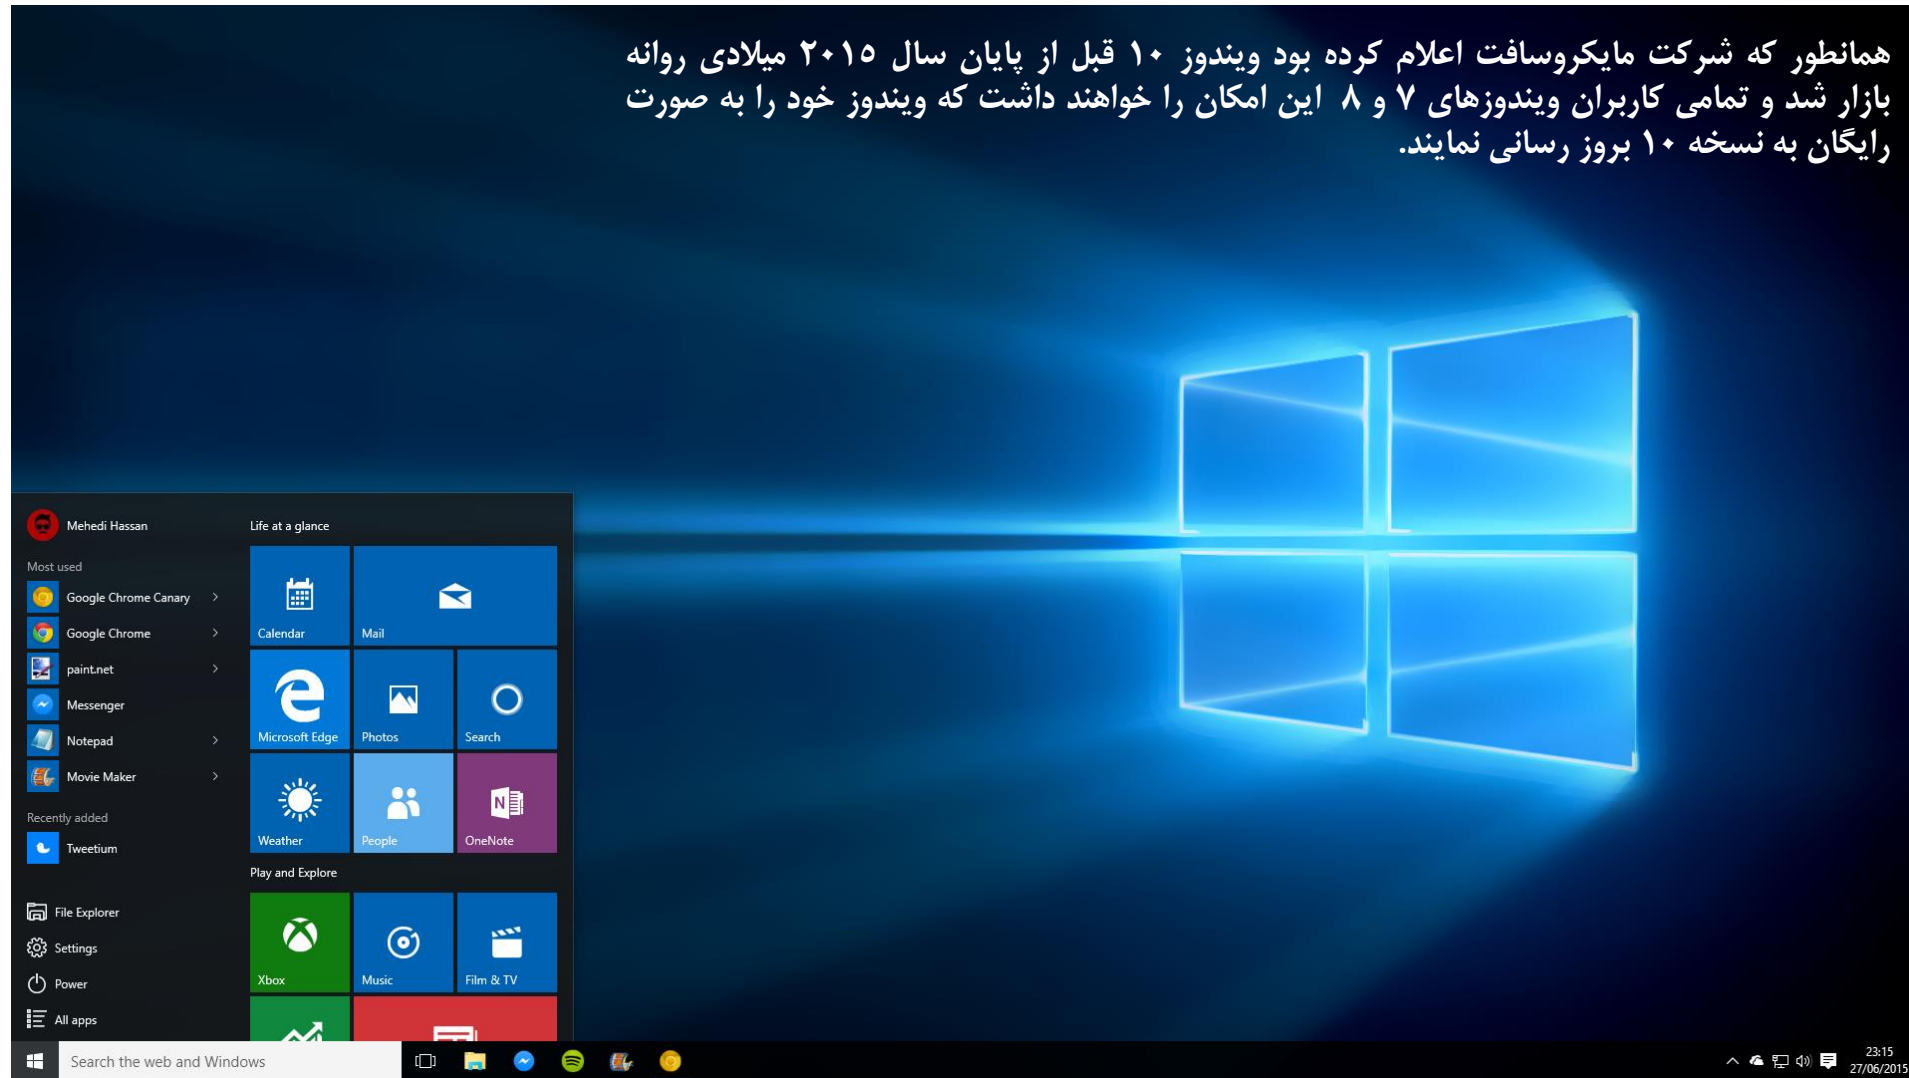 همانطور که شرکت مایکروسافت اعلام کرده بود ویندوز ۱۰ قبل از پایان سال ۲۰۱۵ میلادی روانه
بازار شد و تمامی کاربران ویندوزهای ۷ و ۸ این امکان را خواهند داشت که ویندوز خود را به صورت
رایگان به نسخه ۱۰ بروز رسانی نمایند.
Mehedi Hassan
Most used
Google Chrome Canary
Google Chrome
paint.net
Messenger
Notepad
Movie Maker
Recently added
Tweetium
File Explorer
Settings
Power
All apps
Life at a glance
Calendar
Mail
Microsoft Edge
Photos
Search
Weather
People
OneNote
Play and Explore
Xbox
Music
Film & TV
Search the web and Windows
23:15
27/06/2015